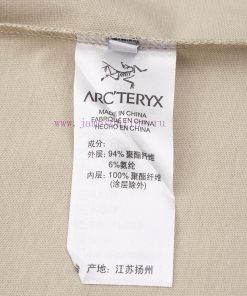 ARC'TERYX
MADE IN CHINA
FABRIQUÉ EN CHINE
HECHO EN CHINA
成分:
外层: 94% 聚酯纤维
6%氨纶
内层: 100% 聚酯纤维
(涂层除外)
产地: 江苏扬州